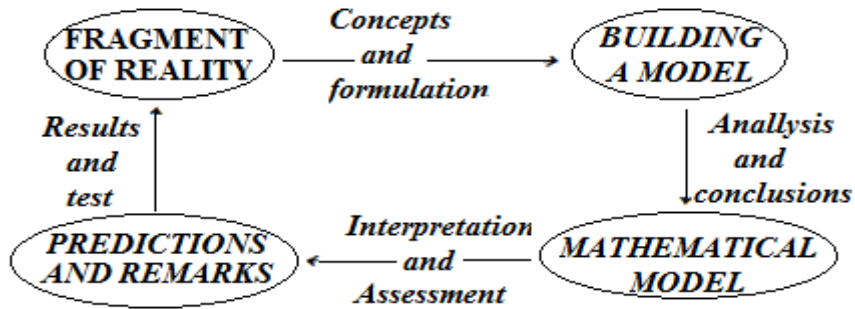 FRAGMENT
OF REALITY
Concepts
and
formulation
BUILDING
A MODEL
Anallysis
and
conclusions
MATHEMATICAL
MODEL
Interpretation
and
Assessment
PREDICTIONS
AND REMARKS
Results
and
test